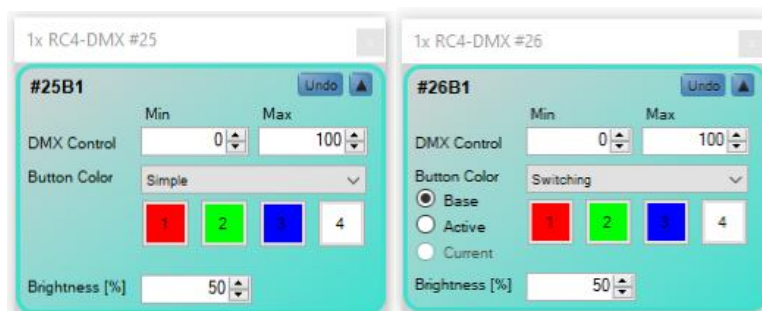 1x RC4-DMX #25
#25B1 Undo ▲
Min Max
DMX Control 0 100
Button Color Simple
1 2 3 4
Brightness [%] 50
1x RC4-DMX #26
#26B1 Undo ▲
Min Max
DMX Control 0 100
Button Color Switching
Base
Active
Current
1 2 3 4
Brightness [%] 50